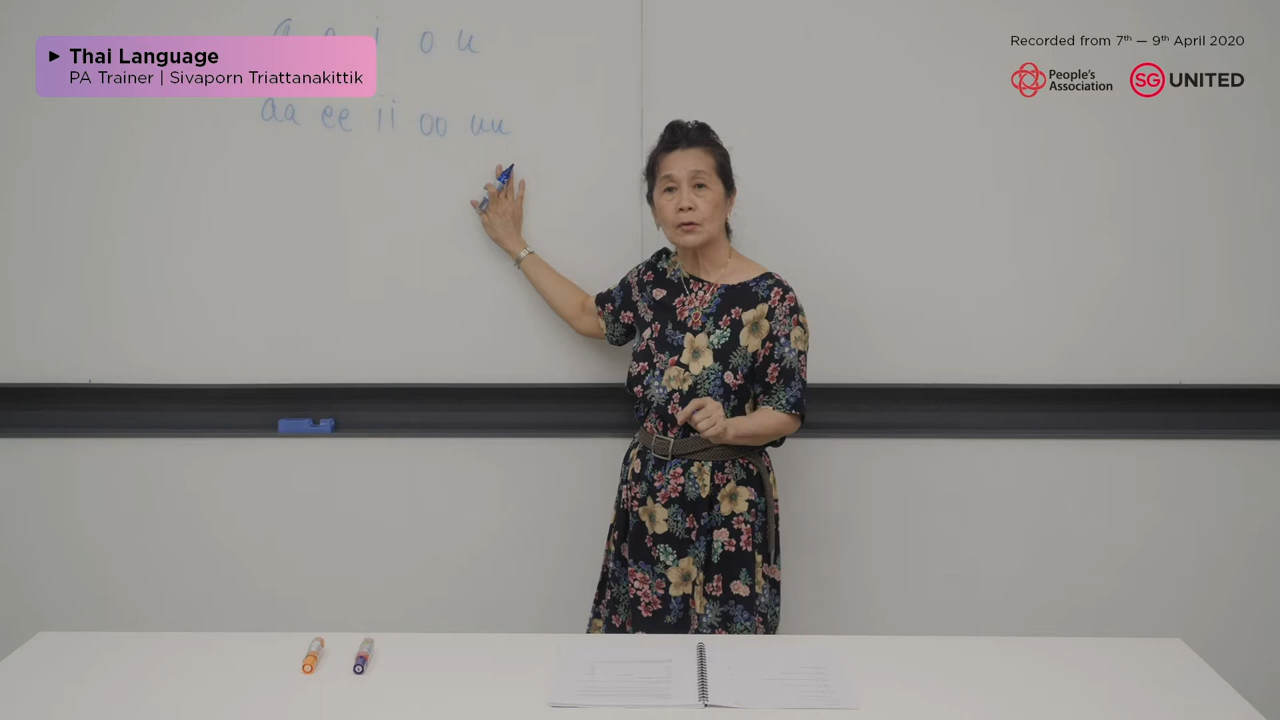 ▶ Thai Language
PA Trainer | Sivaporn Triattanakittik
Recorded from 7th — 9th April 2020
People's Association
SG UNITED
o u
aa ee ii oo uu